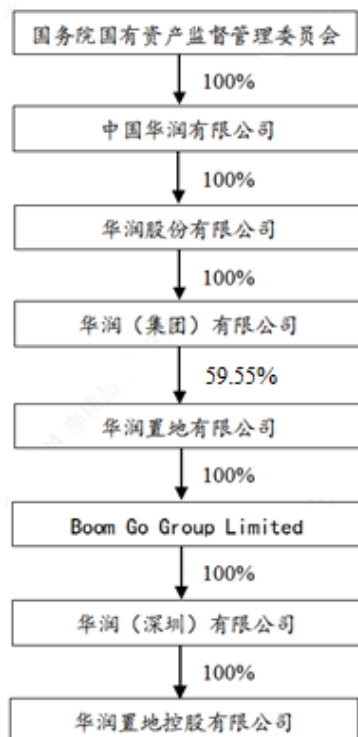 国务院国有资产监督管理委员会
100%
中国华润有限公司
100%
华润股份有限公司
100%
华润（集团）有限公司
59.55%
华润置地有限公司
100%
Boom Go Group Limited
100%
华润（深圳）有限公司
100%
华润置地控股有限公司